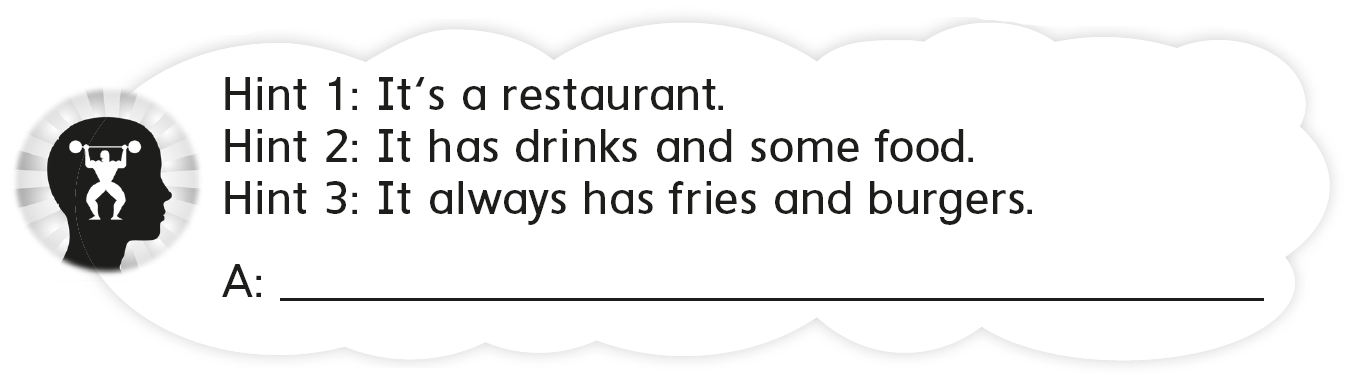 Hint 1: It‘s a restaurant.
Hint 2: It has drinks and some food.
Hint 3: It always has fries and burgers.
A: